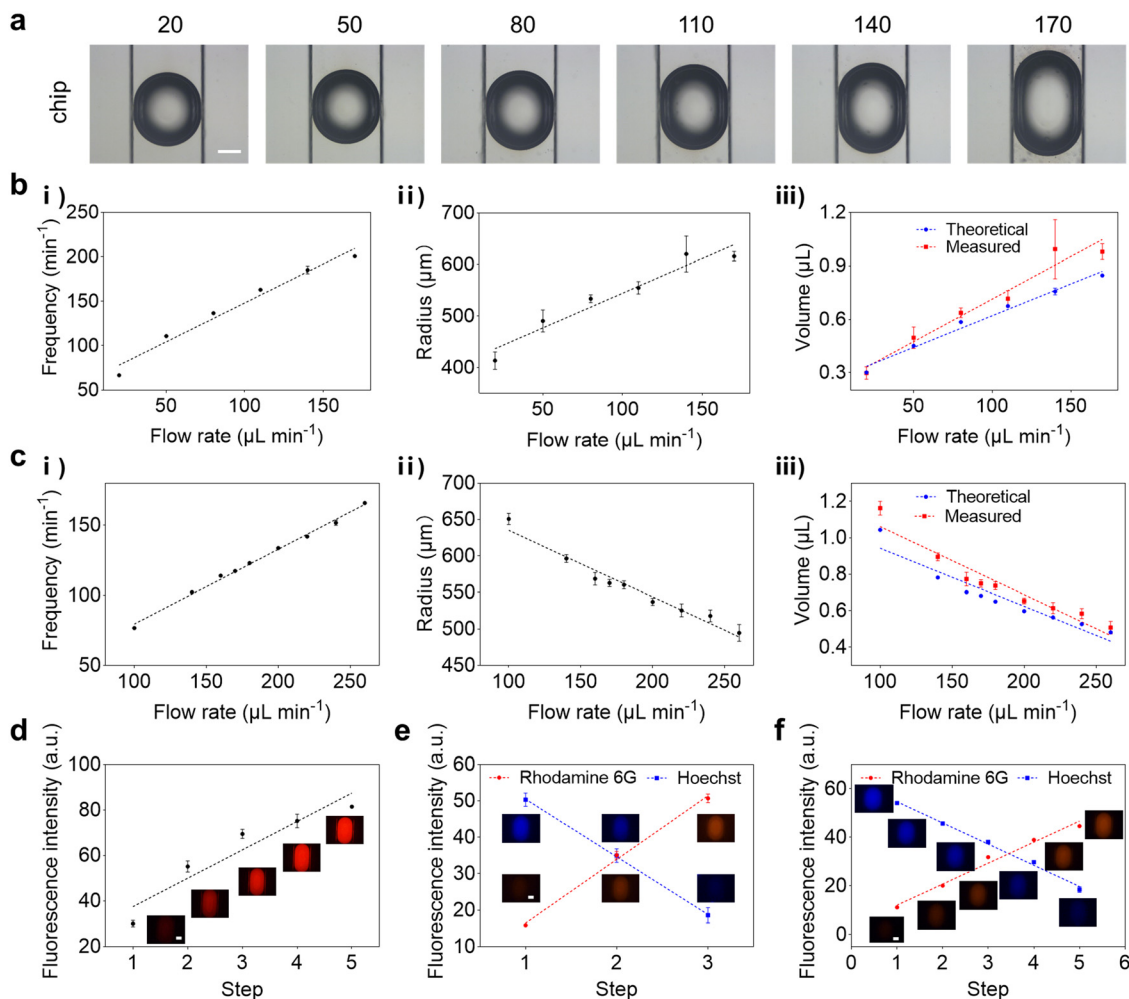 a
20 50 80 110 140 170
chip
b
i)
Frequency (min⁻¹)
250
200
150
100
50
50 100 150
Flow rate (µL min⁻¹)
ii)
Radius (µm)
700
600
500
400
50 100 150
Flow rate (µL min⁻¹)
iii)
Volume (µL)
1.2
0.9
0.6
0.3
Theoretical
Measured
50 100 150
Flow rate (µL min⁻¹)
c
i)
Frequency (min⁻¹)
150
100
50
100 150 200 250
Flow rate (µL min⁻¹)
ii)
Radius (µm)
700
650
600
550
500
450
100 150 200 250
Flow rate (µL min⁻¹)
iii)
Volume (µL)
1.2
1.0
0.8
0.6
0.4
Theoretical
Measured
100 150 200 250
Flow rate (µL min⁻¹)
d
Fluorescence intensity (a.u.)
100
80
60
40
20
1 2 3 4 5
Step
e
Fluorescence intensity (a.u.)
60
50
40
30
20
10
Rhodamine 6G Hoechst
1 2 3
Step
f
Fluorescence intensity (a.u.)
60
40
20
0
Rhodamine 6G Hoechst
0 1 2 3 4 5 6
Step